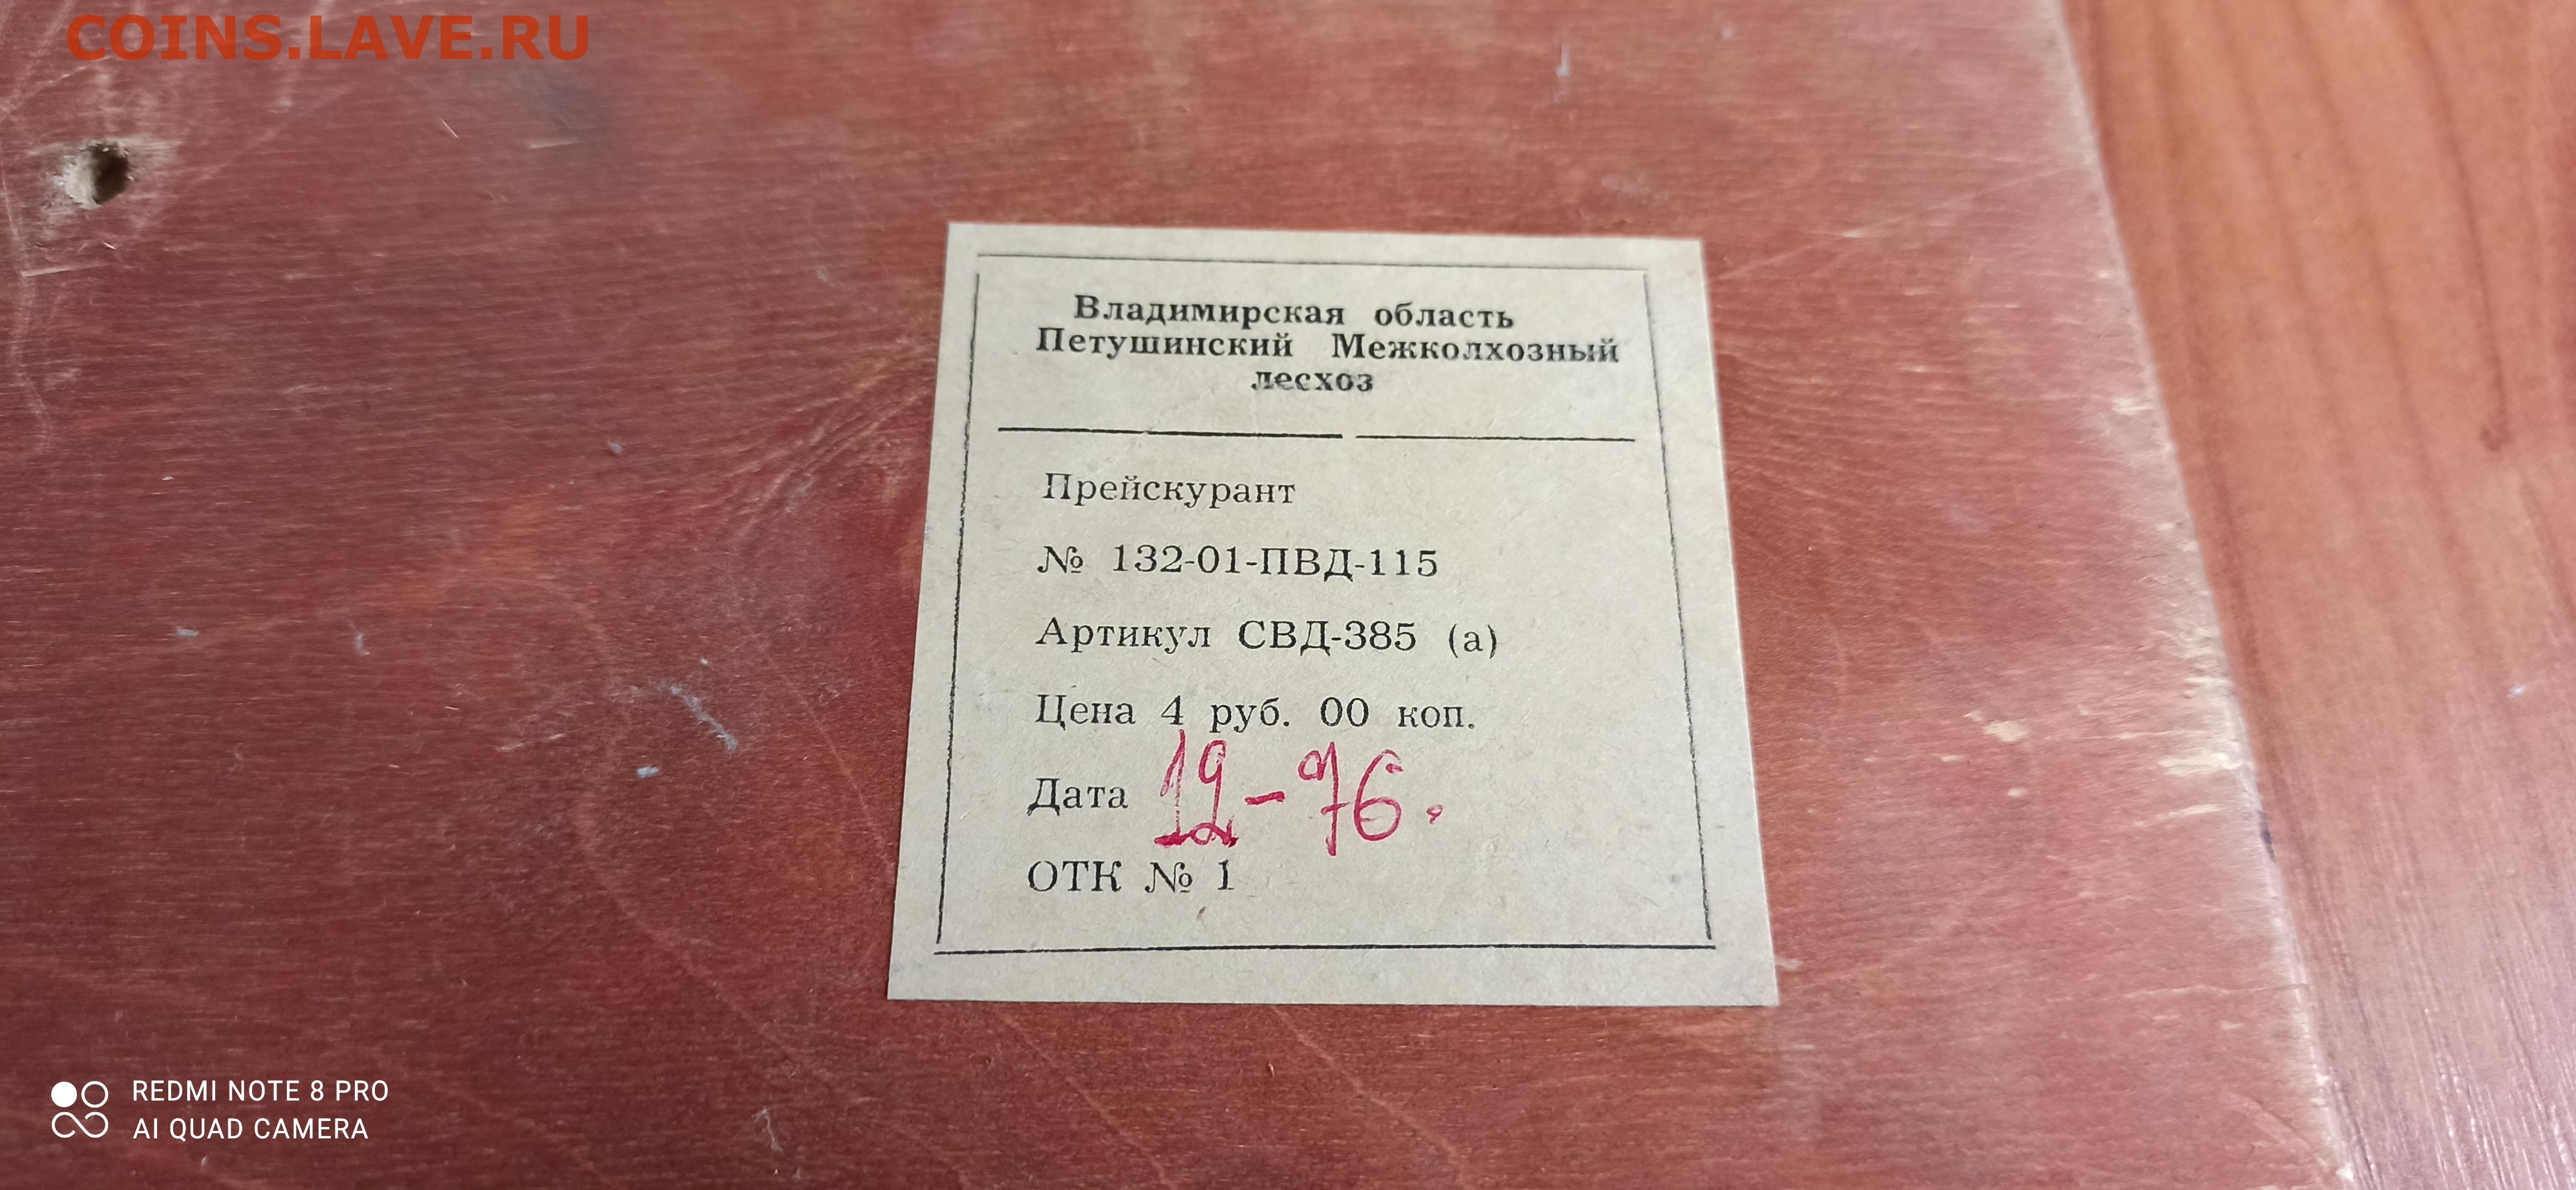 COINS.LAVE.RU
Владимирская область
Петушинский Межколхозный
лесхоз
Прейскурант
№ 132-01-ПВД-115
Артикул СВД-385 (а)
Цена 4 руб. 00 коп.
Дата 12-76.
ОТК № 1
REDMI NOTE 8 PRO
AI QUAD CAMERA